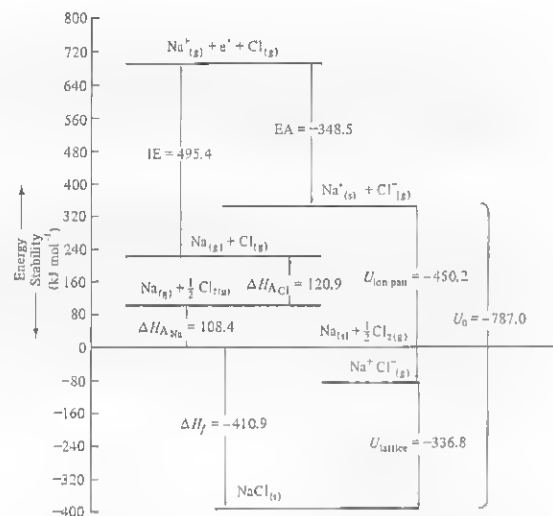 800
720
640
560
480
400
320
240
160
80
0
−80
−160
−240
−320
−400
Energy
Stability
(kJ mol⁻¹)
Na⁺(g) + e⁻ + Cl(g)
EA = −348.5
IE = 495.4
Na⁺(s) + Cl⁻(g)
Na(g) + Cl(g)
Na(g) + ½ Cl₂(g)
ΔH_A Cl = 120.9
U_ion pair = −450.2
U₀ = −787.0
ΔH_A Na = 108.4
Na(s) + ½ Cl₂(g)
Na⁺ Cl⁻(g)
ΔH_f = −410.9
U_lattice = −336.8
NaCl(s)